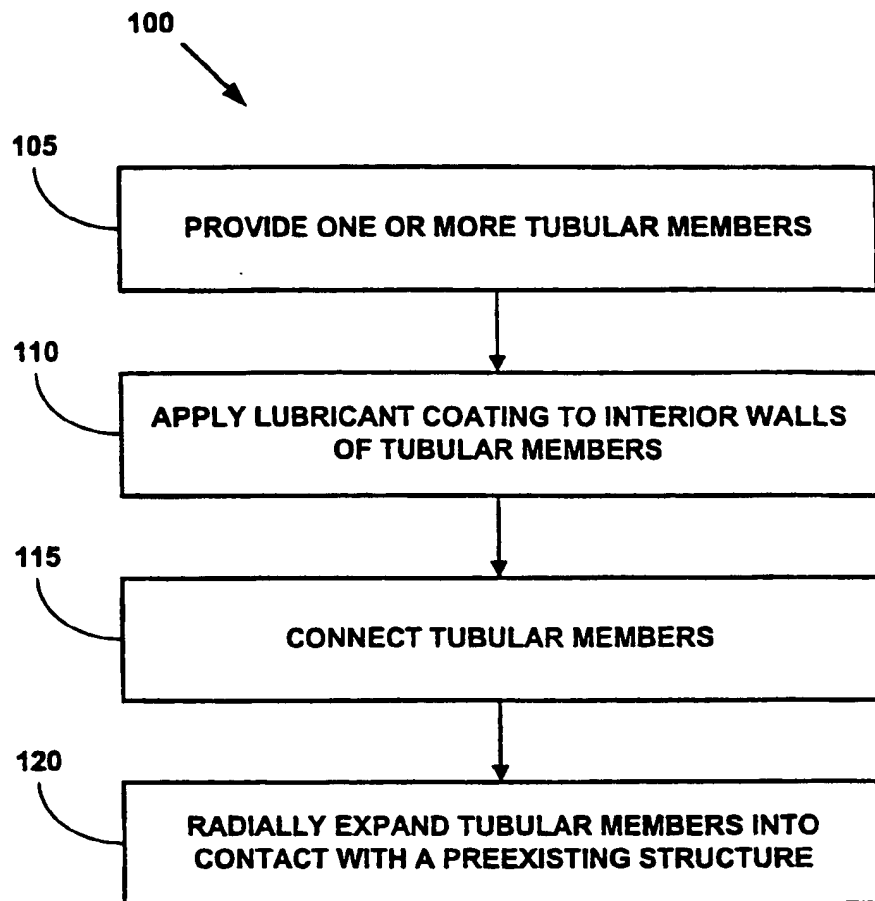 100
105
PROVIDE ONE OR MORE TUBULAR MEMBERS
110
APPLY LUBRICANT COATING TO INTERIOR WALLS
OF TUBULAR MEMBERS
115
CONNECT TUBULAR MEMBERS
120
RADIALLY EXPAND TUBULAR MEMBERS INTO
CONTACT WITH A PREEXISTING STRUCTURE